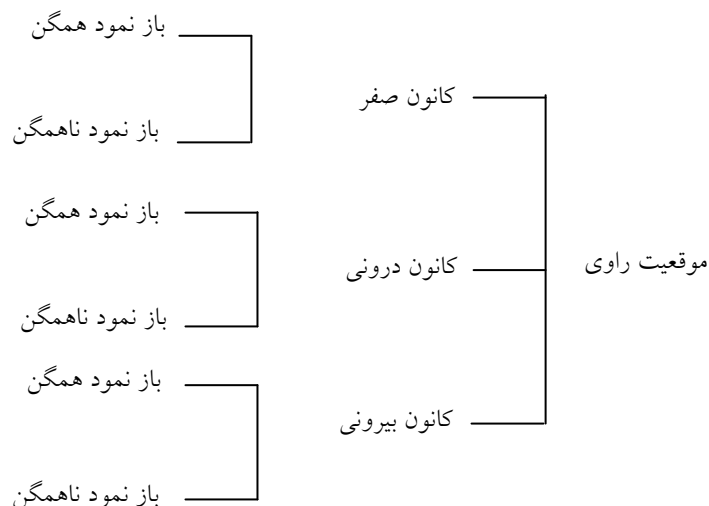 موقعیت راوی
کانون صفر
باز نمود همگن
باز نمود ناهمگن
کانون درونی
باز نمود همگن
باز نمود ناهمگن
کانون بیرونی
باز نمود همگن
باز نمود ناهمگن